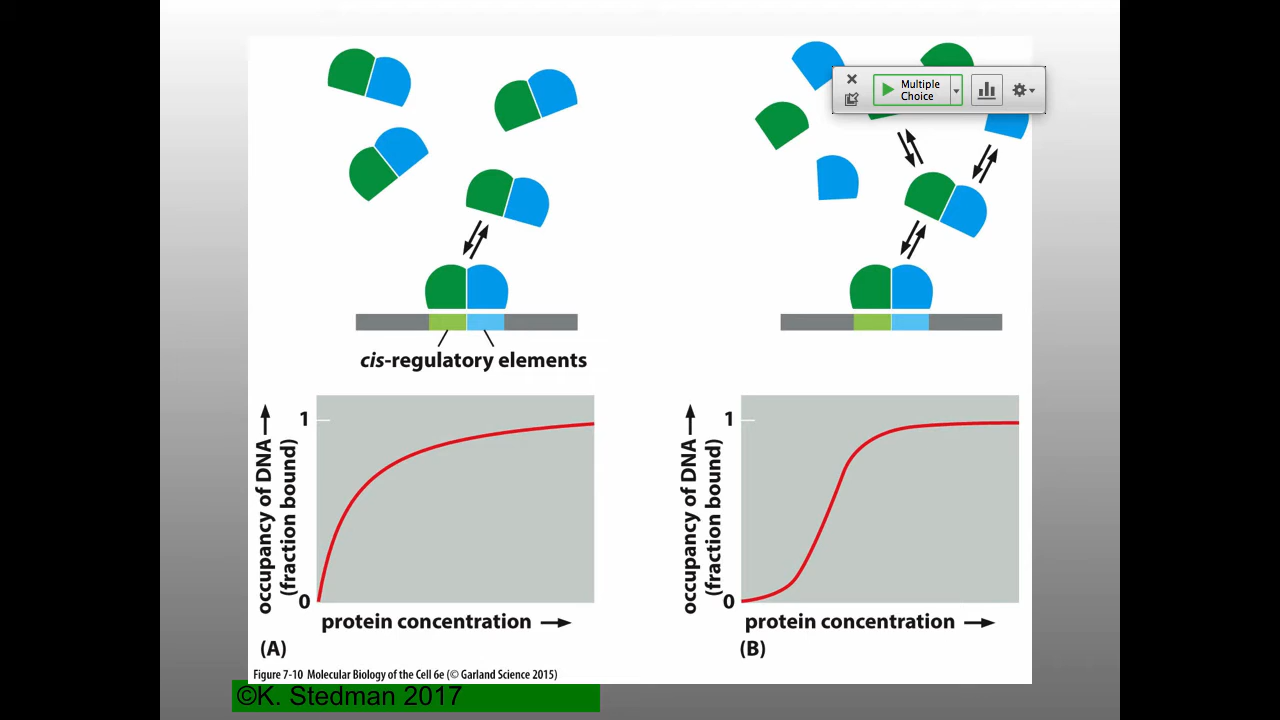 Multiple
Choice
cis-regulatory elements
1
occupancy of DNA
(fraction bound)
0
protein concentration
(A)
1
occupancy of DNA
(fraction bound)
0
protein concentration
(B)
Figure 7-10 Molecular Biology of the Cell 6e (© Garland Science 2015)
©K. Stedman 2017